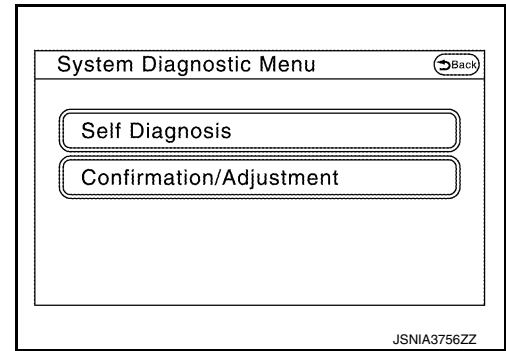 System Diagnostic Menu Back
Self Diagnosis
Confirmation/Adjustment
JSNIA3756ZZ